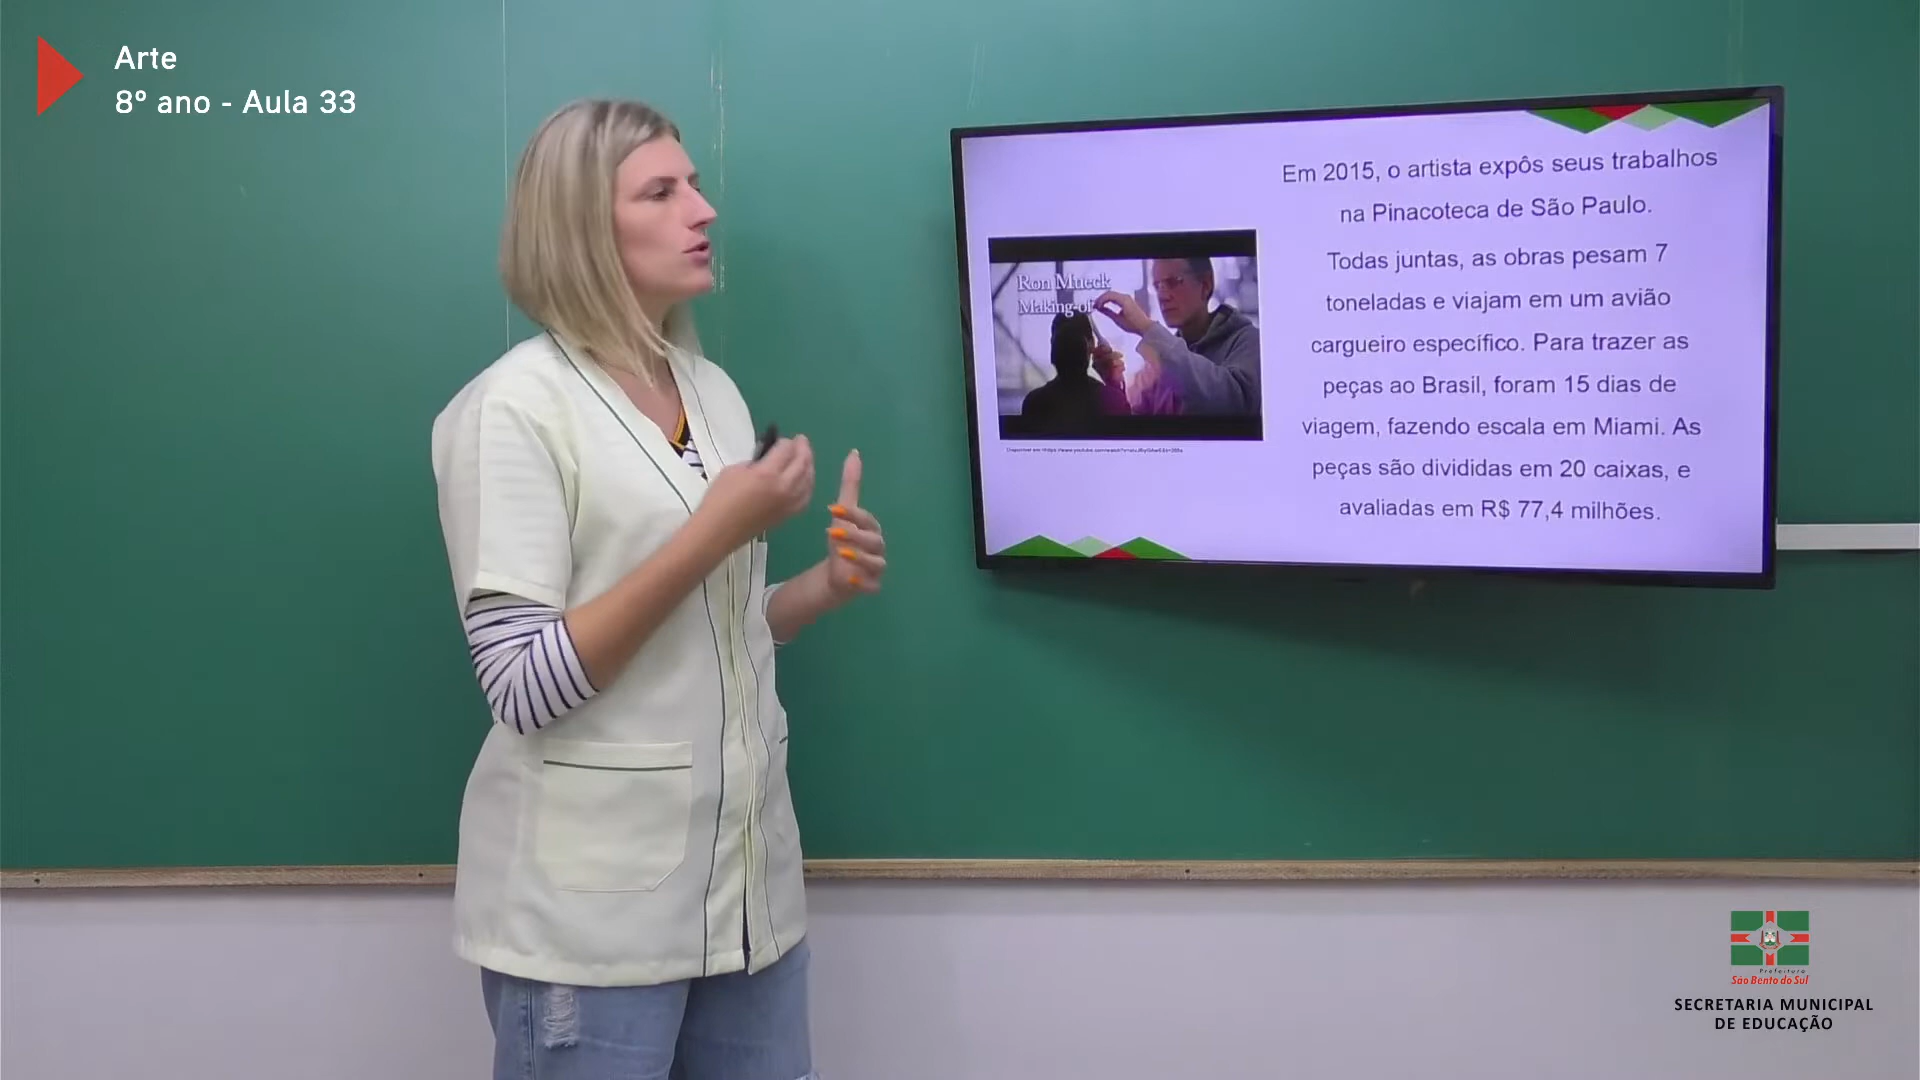 Arte
8º ano - Aula 33
Em 2015, o artista expôs seus trabalhos
na Pinacoteca de São Paulo.
Todas juntas, as obras pesam 7
toneladas e viajam em um avião
cargueiro específico. Para trazer as
peças ao Brasil, foram 15 dias de
viagem, fazendo escala em Miami. As
peças são divididas em 20 caixas, e
avaliadas em R$ 77,4 milhões.
Ron Mueck
Making-of
Prefeitura
São Bento do Sul
SECRETARIA MUNICIPAL
DE EDUCAÇÃO